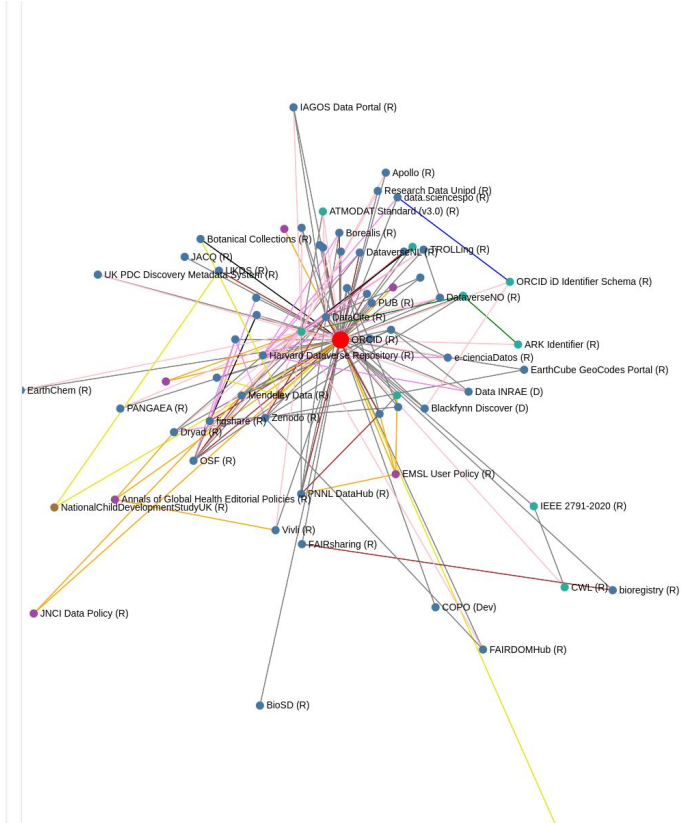 IAGOS Data Portal (R)
Apollo (R)
Research Data Unipd (R)
data.sciencespo (R)
ATMODAT Standard (v3.0) (R)
Borealis (R)
Botanical Collections (R)
DataverseNL (R)
TROLLing (R)
JACQ (R)
UKDS (R)
UK PDC Discovery Metadata System (R)
ORCID iD Identifier Schema (R)
DataverseNO (R)
PUB (R)
DataCite (R)
ORCID (R)
ARK Identifier (R)
Harvard Dataverse Repository (R)
e-cienciaDatos (R)
EarthCube GeoCodes Portal (R)
EarthChem (R)
Mendeley Data (R)
Data INRAE (D)
PANGAEA (R)
Blackfynn Discover (D)
figshare (R)
Zenodo (R)
Dryad (R)
OSF (R)
EMSL User Policy (R)
PNNL DataHub (R)
Annals of Global Health Editorial Policies (R)
NationalChildDevelopmentStudyUK (R)
IEEE 2791-2020 (R)
Vivli (R)
FAIRsharing (R)
CWL (R)
bioregistry (R)
COPO (Dev)
JNCI Data Policy (R)
FAIRDOMHub (R)
BioSD (R)